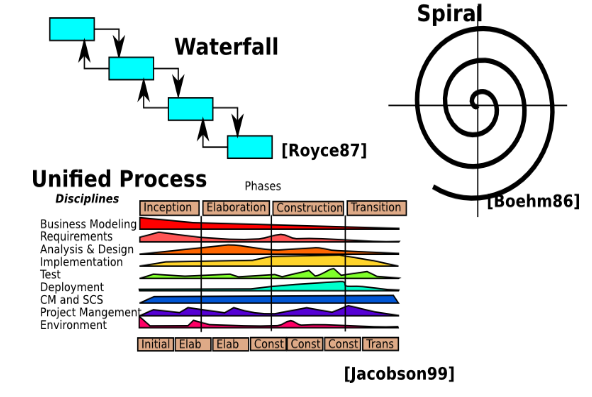 Spiral
Waterfall
[Royce87]
[Boehm86]
Unified Process
Phases
Disciplines
Inception Elaboration Construction Transition
Business Modeling
Requirements
Analysis & Design
Implementation
Test
Deployment
CM and SCS
Project Mangement
Environment
Initial Elab Elab Const Const Const Trans
[Jacobson99]